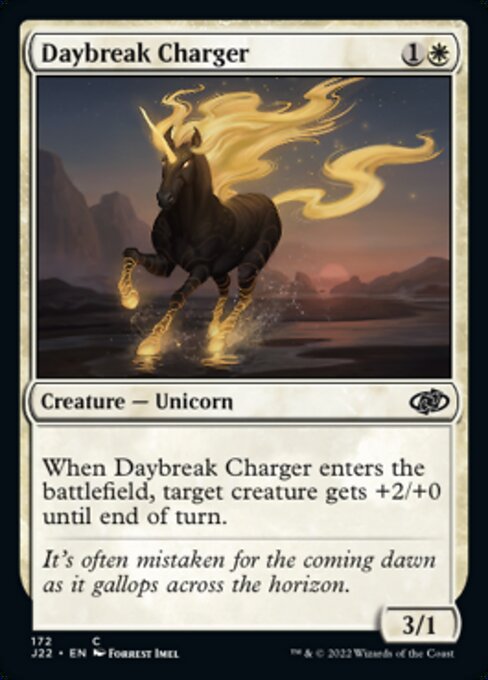 Daybreak Charger 1
Creature — Unicorn
When Daybreak Charger enters the
battlefield, target creature gets +2/+0
until end of turn.
It's often mistaken for the coming dawn
as it gallops across the horizon.
3/1
172 C
J22 • EN Forrest Imel
™ & © 2022 Wizards of the Coast